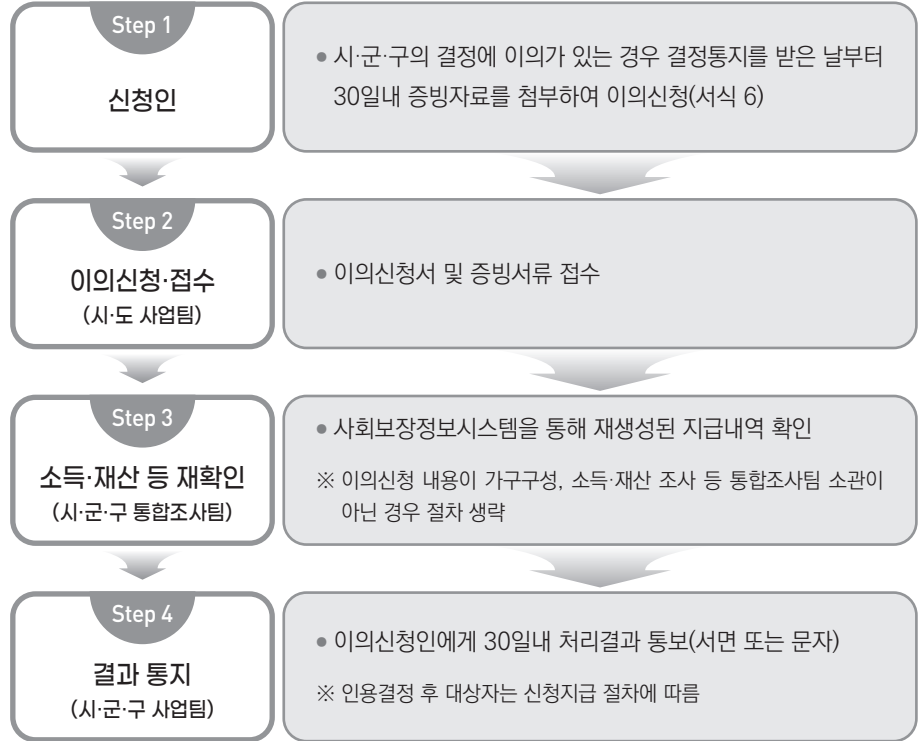 Step 1
신청인
● 시·군·구의 결정에 이의가 있는 경우 결정통지를 받은 날부터
30일내 증빙자료를 첨부하여 이의신청(서식 6)
Step 2
이의신청·접수
(시·도 사업팀)
● 이의신청서 및 증빙서류 접수
Step 3
소득·재산 등 재확인
(시·군·구 통합조사팀)
● 사회보장정보시스템을 통해 재생성된 지급내역 확인
※ 이의신청 내용이 가구구성, 소득·재산 조사 등 통합조사팀 소관이
아닌 경우 절차 생략
Step 4
결과 통지
(시·군·구 사업팀)
● 이의신청인에게 30일내 처리결과 통보(서면 또는 문자)
※ 인용결정 후 대상자는 신청지급 절차에 따름